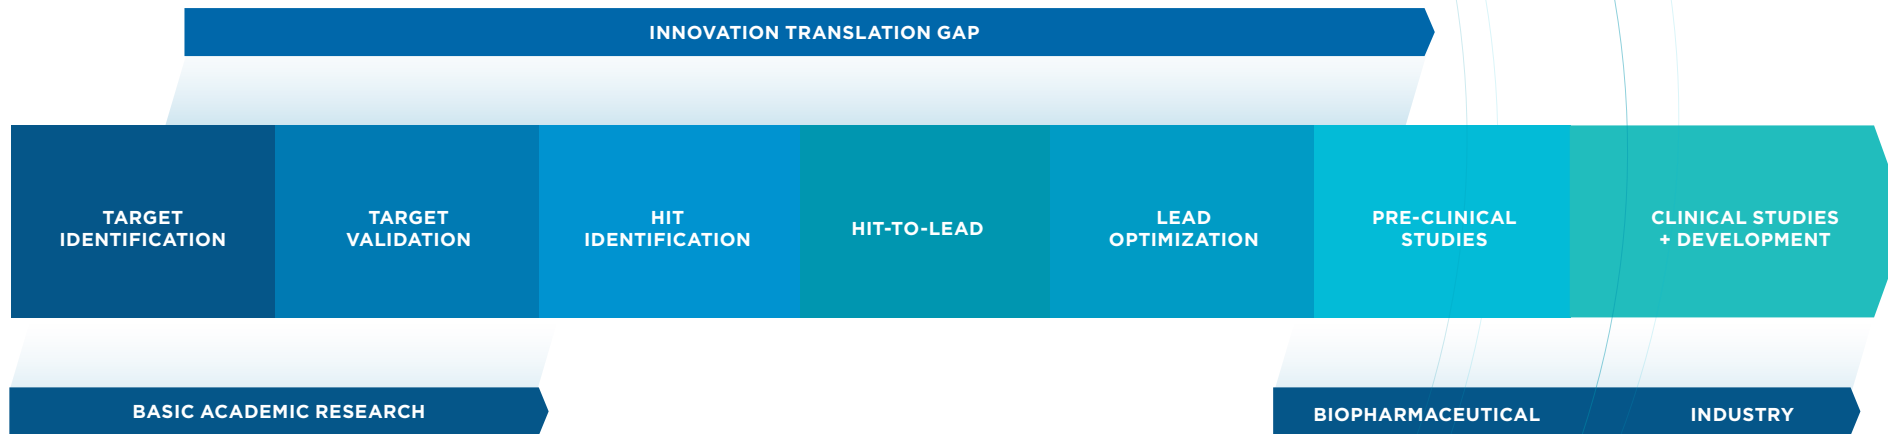 INNOVATION TRANSLATION GAP
TARGET
IDENTIFICATION
TARGET
VALIDATION
HIT
IDENTIFICATION
HIT-TO-LEAD
LEAD
OPTIMIZATION
PRE-CLINICAL
STUDIES
CLINICAL STUDIES
+ DEVELOPMENT
BASIC ACADEMIC RESEARCH
BIOPHARMACEUTICAL INDUSTRY